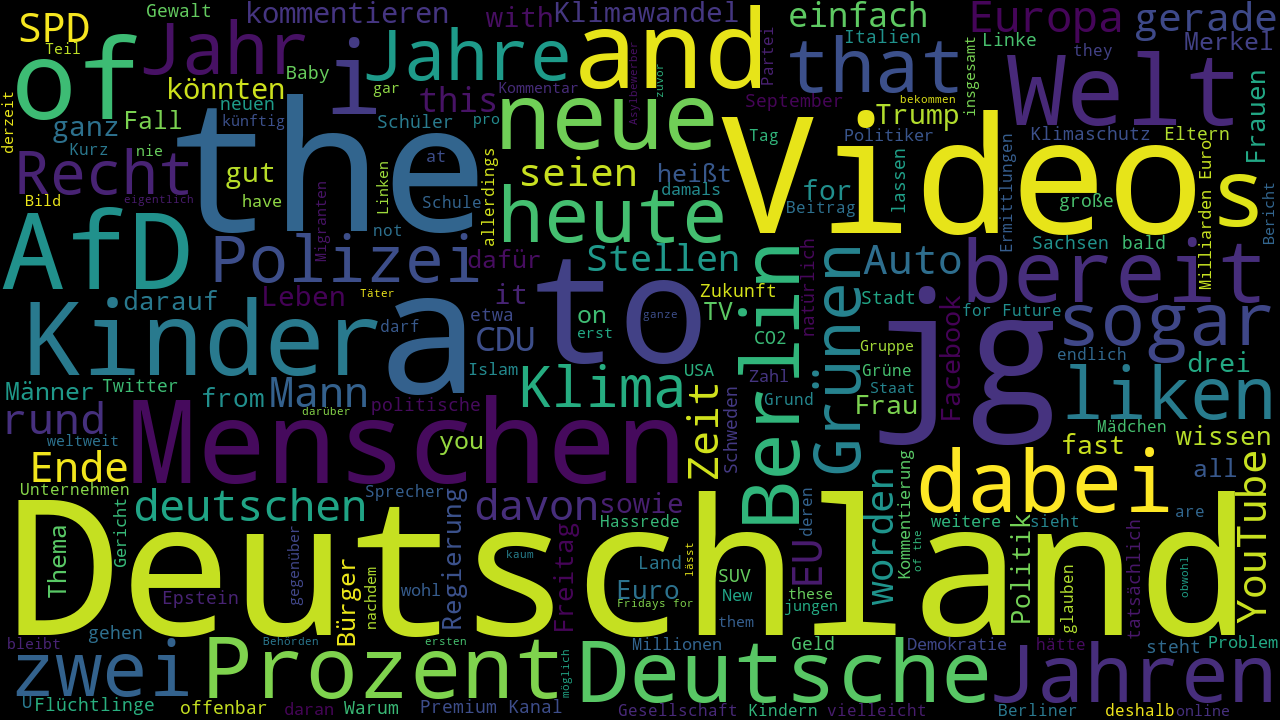 SPD
Teil
Gewalt
kommentieren
with
Klimawandel
einfach
Europa
gerade
of
Jahr
i
Jahre
and
Partei
that
Italien
insgesamt
Linke
they
Merkel
Welt
derzeit
könnten
Baby
gar
Kommentar
Asylbewerber
zuvor
September
bekommen
Trump
ganz
Fall
neuen
künftig
Schüler
this
pro
neue
Tag
Politiker
Klimaschutz
Eltern
Frauen
Kurz
nie
the
at
Videos
Recht
gut
Migranten
Linken
allerdings
seien
heißt
damals
for
Beitrag
lassen
Ermittlungen
große
Milliarden Euro
Bericht
Bild
eigentlich
have
Schule
not
heute
AfD
Polizei
dafür
Stellen
Berlin
natürlich
Auto
Sachsen
bald
bereit
darauf
Leben
Täter
a
it
to
Zukunft
TV
Grünen
Stadt
jg
Facebook
for Future
sogar
Kinder
darf
etwa
CDU
on
erst
ganze
CO2
Gruppe
endlich
drei
Männer
Twitter
from
Mann
Islam
Klima
USA
Zahl
Grüne
Staat
liken
rund
weltweit
darüber
politische
Zeit
Schweden
Grund
Frau
Mädchen
Ende
Menschen
you
fast
wissen
Unternehmen
deutschen
Sprecher
davon
sowie
worden
Kommentierung
dabei
all
YouTube
Thema
Gericht
gegenüber
Regierung
Hassrede
deren
weitere
sieht
are
Deutschland
Epstein
Bürger
nachdem
wohl
kaum
Freitag
Land
Euro
Fridays for
lässt
SUV
New
EU
these
jungen
them
of the
Politik
glauben
tatsächlich
obwohl
bleibt
gehen
Behörden
ersten
Millionen
Geld
Demokratie
hätte
steht
Problem
zwei
Prozent
möglich
Deutsche
Jahren
U
Flüchtlinge
offenbar
daran
Warum
Premium Kanal
Gesellschaft
Kindern
vielleicht
Berliner
deshalb
online